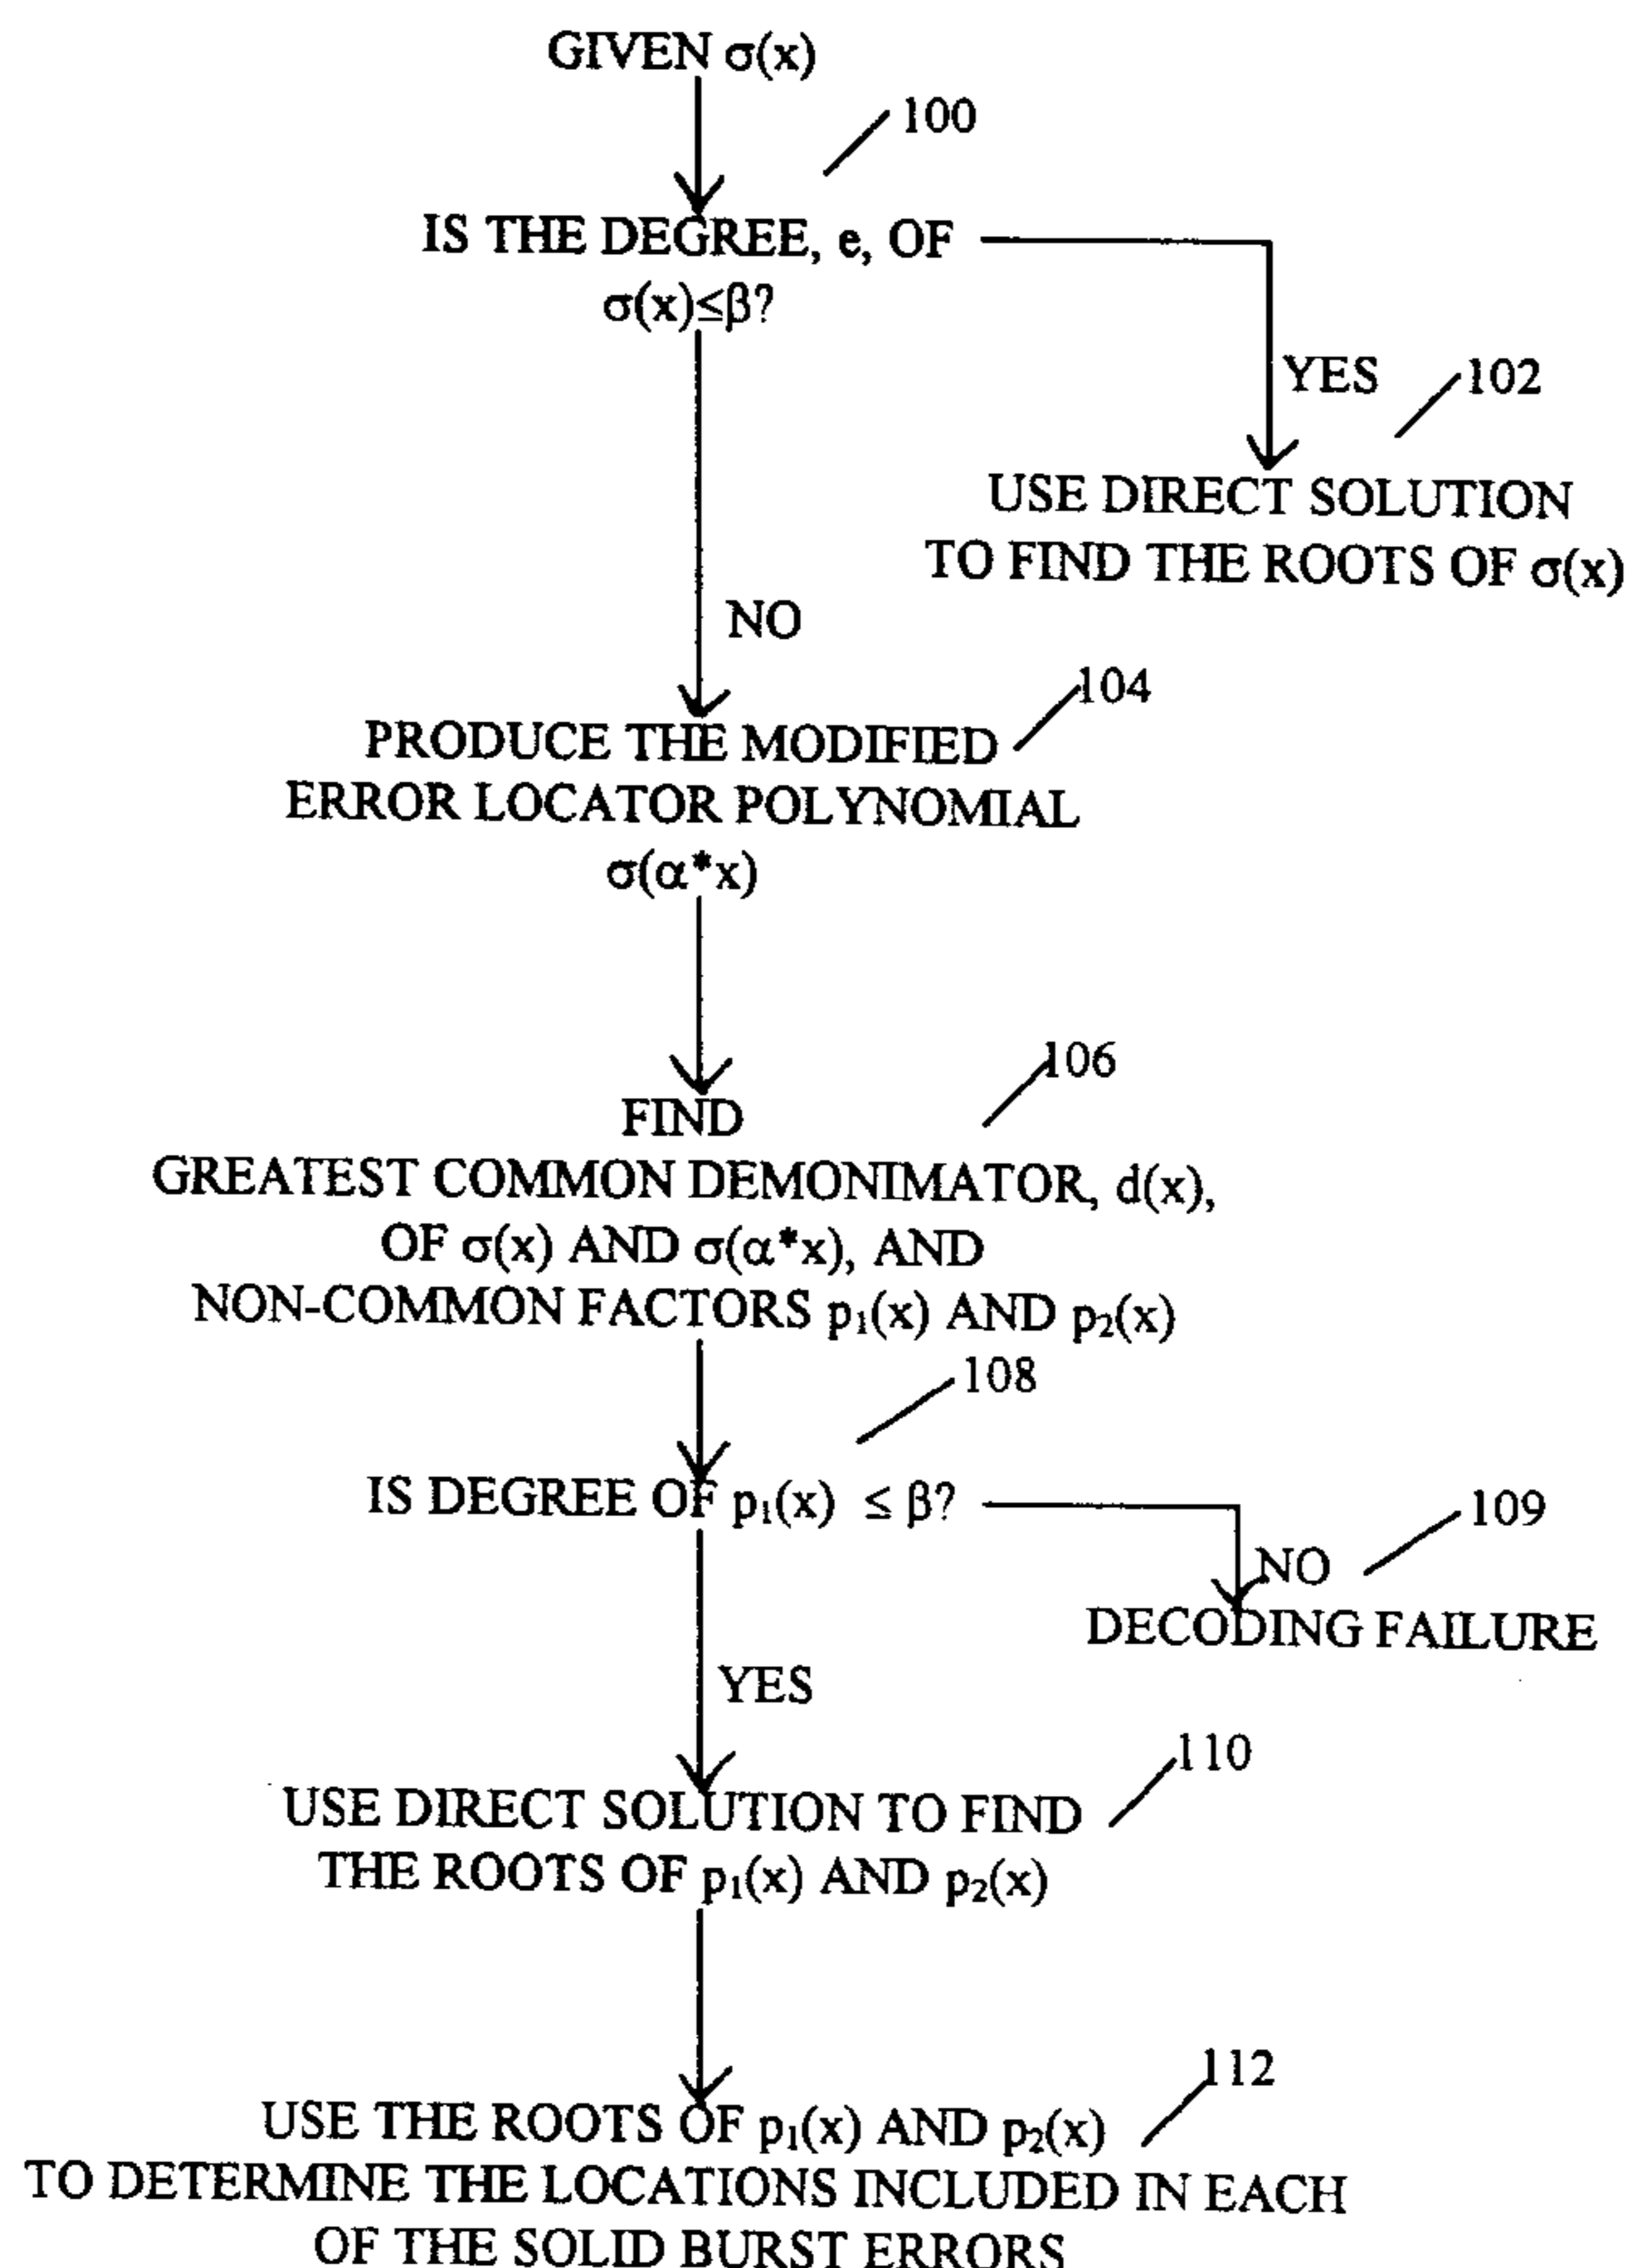 GIVEN σ(x)
100
IS THE DEGREE, e, OF
σ(x)≤β?
YES
102
USE DIRECT SOLUTION
TO FIND THE ROOTS OF σ(x)
NO
104
PRODUCE THE MODIFIED
ERROR LOCATOR POLYNOMIAL
σ(α*x)
106
FIND
GREATEST COMMON DEMONIMATOR, d(x),
OF σ(x) AND σ(α*x), AND
NON-COMMON FACTORS p₁(x) AND p₂(x)
108
IS DEGREE OF p₁(x) ≤ β?
109
NO
DECODING FAILURE
YES
110
USE DIRECT SOLUTION TO FIND
THE ROOTS OF p₁(x) AND p₂(x)
112
USE THE ROOTS OF p₁(x) AND p₂(x)
TO DETERMINE THE LOCATIONS INCLUDED IN EACH
OF THE SOLID BURST ERRORS